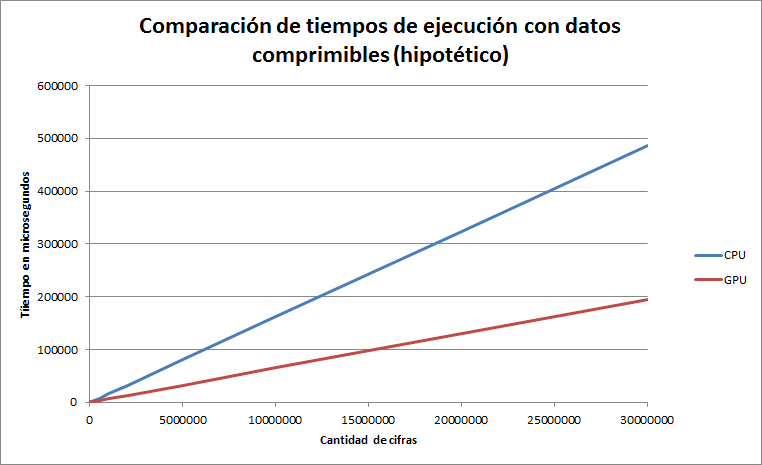 Comparación de tiempos de ejecución con datos
comprimibles (hipotético)
600000
500000
400000
300000
200000
100000
0
Tiiempo en microsegundos
0
5000000
10000000
15000000
20000000
25000000
30000000
Cantidad de cifras
CPU
GPU